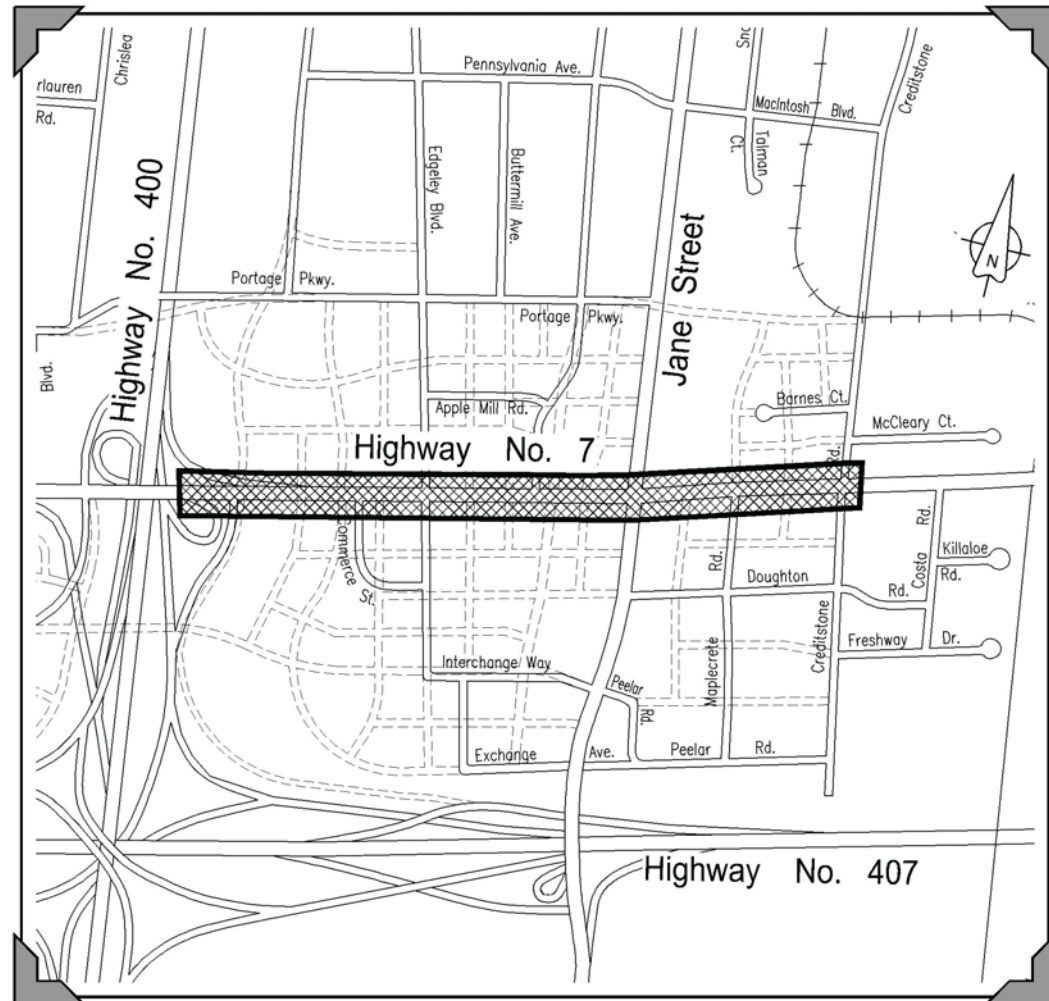 Chrislea
rlauren
Rd.
Highway No. 400
Pennsylvania Ave.
Creditstone
MacIntosh Blvd.
Talman
Ct.
Edgeley Blvd.
Buttermill Ave.
Jane Street
N
Portage Pkwy.
Portage Pkwy.
Blvd.
Apple Mill Rd.
Barnes Ct.
McCleary Ct.
Rd.
Highway No. 7
Commerce St.
Rd.
Maplecrete
Doughton Rd.
Costa
Rd.
Killaloe
Rd.
Creditstone
Freshway Dr.
Interchange Way
Peelar
Rd.
Exchange Ave.
Peelar Rd.
Highway No. 407